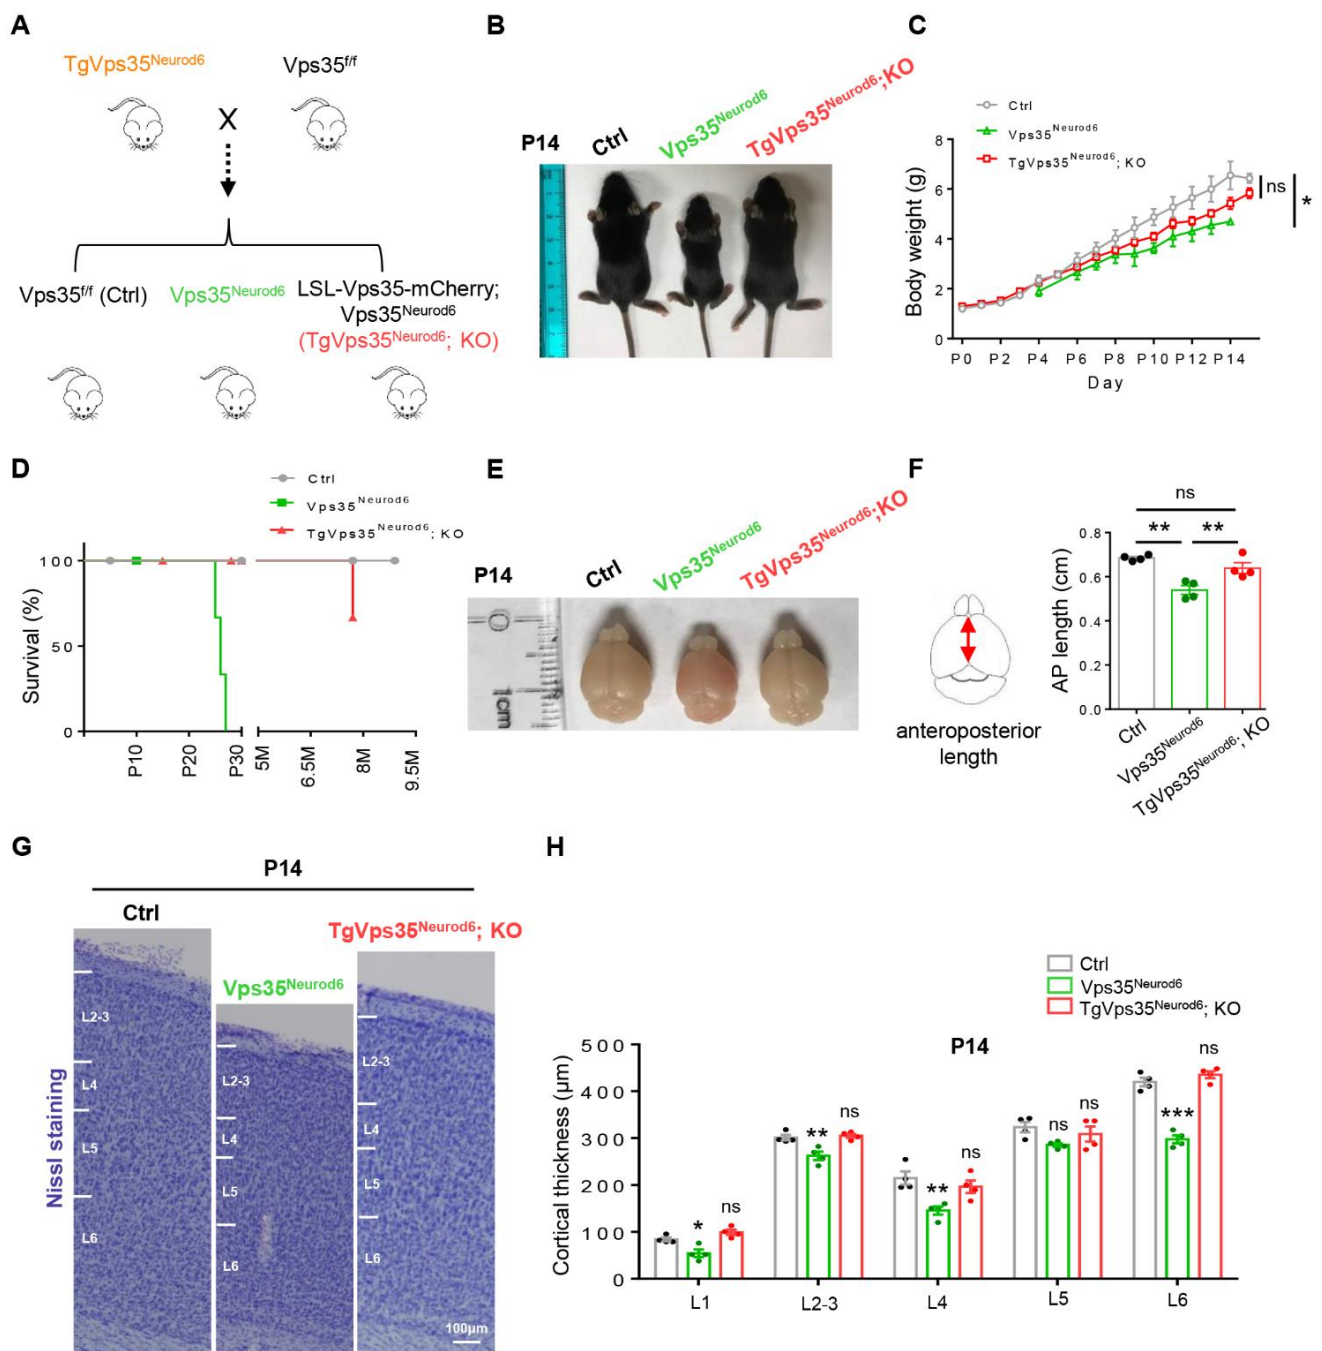 A
TgVps35Neurod6
Vps35f/f
X
Vps35f/f (Ctrl)
Vps35Neurod6
LSL-Vps35-mCherry;
Vps35Neurod6
(TgVps35Neurod6; KO)
B
P14
Ctrl
Vps35Neurod6
TgVps35Neurod6;KO
C
Ctrl
Vps35Neurod6
TgVps35Neurod6; KO
Body weight (g)
8
6
4
2
0
ns
*
P0 P2 P4 P6 P8 P10 P12 P14
Day
D
Ctrl
Vps35Neurod6
TgVps35Neurod6; KO
Survival (%)
100
50
0
P10 P20 P30 5M 6.5M 8M 9.5M
E
P14
Ctrl
Vps35Neurod6
TgVps35Neurod6;KO
0
1cm
F
anteroposterior
length
ns
** **
AP length (cm)
0.8
0.6
0.4
0.2
0.0
Ctrl
Vps35Neurod6
TgVps35Neurod6; KO
G
P14
Ctrl
Vps35Neurod6
TgVps35Neurod6; KO
Nissl staining
L2-3
L4
L5
L6
L2-3
L4
L5
L6
L2-3
L4
L5
L6
100µm
H
Ctrl
Vps35Neurod6
TgVps35Neurod6; KO
P14
Cortical thickness (µm)
500
400
300
200
100
0
* ns
** ns
** ns
ns ns
*** ns
L1 L2-3 L4 L5 L6